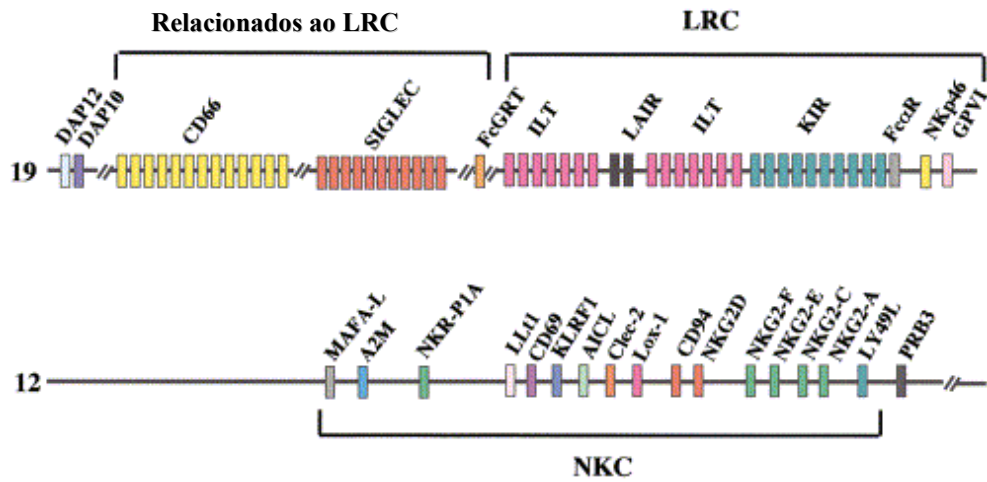 Relacionados ao LRC
LRC
DAP12
DAP10
CD66
SIGLEC
FcGRT
ILT
LAIR
ILT
KIR
FcαR
NKp46
GPVI
19
MAFA-L
A2M
NKR-P1A
LLt1
CD69
KLRF1
AICL
Clec-2
Lox-1
CD94
NKG2D
NKG2-F
NKG2-E
NKG2-C
NKG2-A
LY49L
PRB3
12
NKC